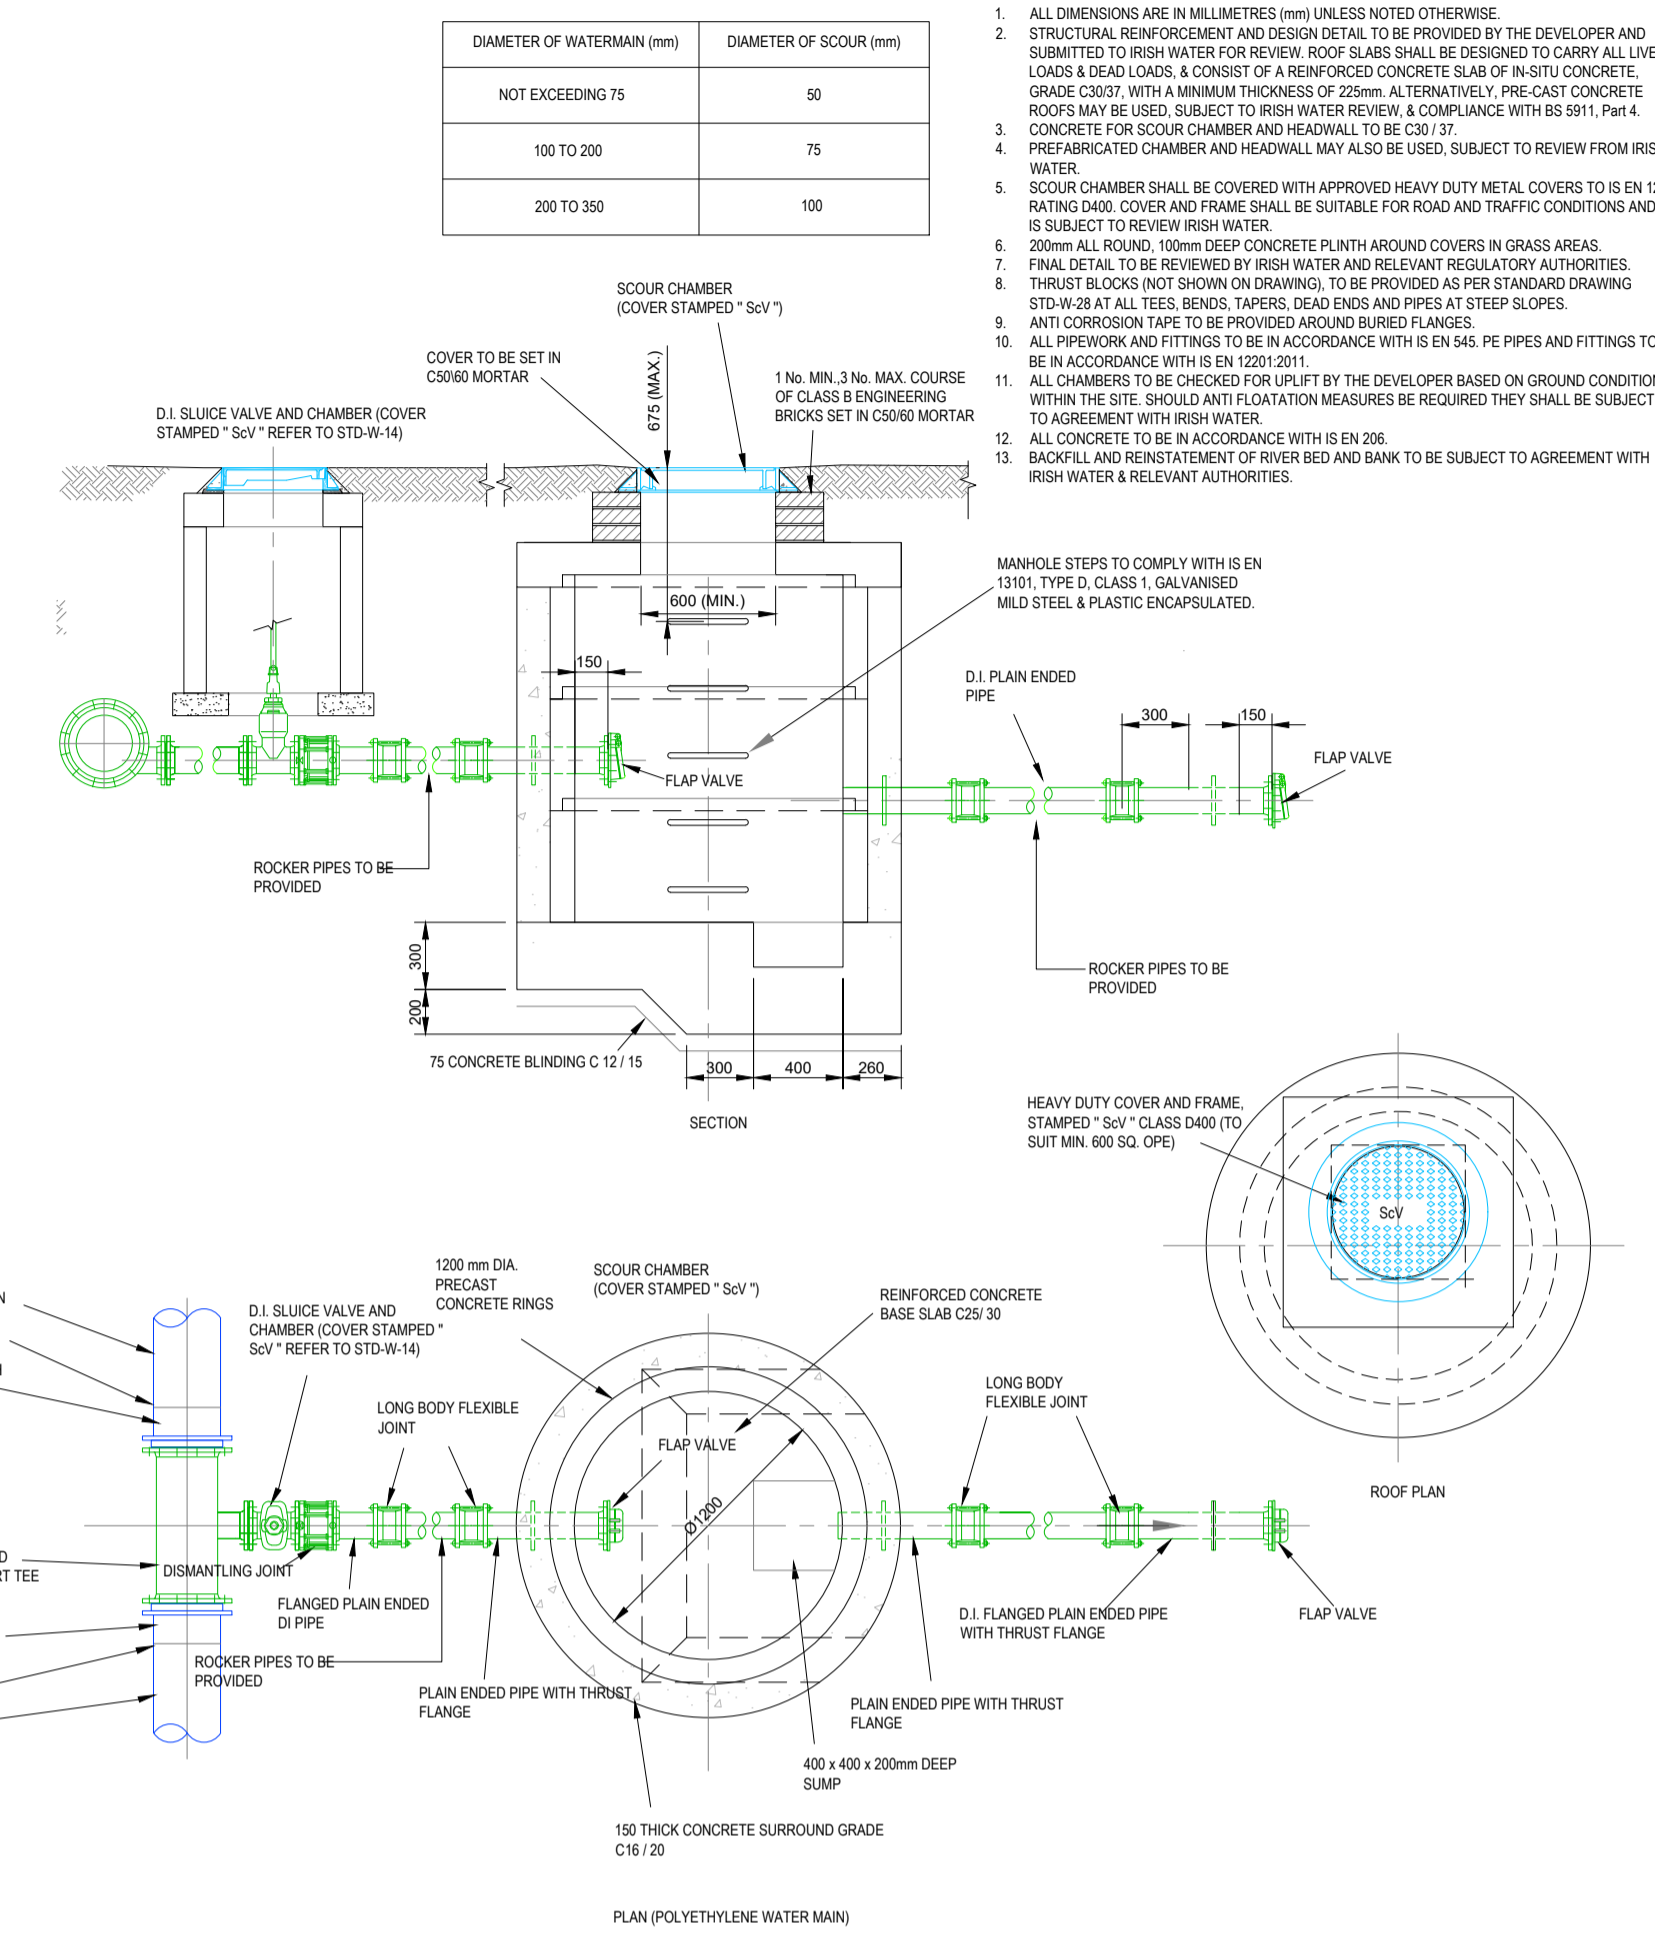 DIAMETER OF WATERMAIN (mm) DIAMETER OF SCOUR (mm)
NOT EXCEEDING 75 50
100 TO 200 75
200 TO 350 100
1. ALL DIMENSIONS ARE IN MILLIMETRES (mm) UNLESS NOTED OTHERWISE.
2. STRUCTURAL REINFORCEMENT AND DESIGN DETAIL TO BE PROVIDED BY THE DEVELOPER AND
SUBMITTED TO IRISH WATER FOR REVIEW. ROOF SLABS SHALL BE DESIGNED TO CARRY ALL LIVE
LOADS & DEAD LOADS, & CONSIST OF A REINFORCED CONCRETE SLAB OF IN-SITU CONCRETE,
GRADE C30/37, WITH A MINIMUM THICKNESS OF 225mm. ALTERNATIVELY, PRE-CAST CONCRETE
ROOFS MAY BE USED, SUBJECT TO IRISH WATER REVIEW, & COMPLIANCE WITH BS 5911, Part 4.
3. CONCRETE FOR SCOUR CHAMBER AND HEADWALL TO BE C30 / 37.
4. PREFABRICATED CHAMBER AND HEADWALL MAY ALSO BE USED, SUBJECT TO REVIEW FROM IRIS
WATER.
5. SCOUR CHAMBER SHALL BE COVERED WITH APPROVED HEAVY DUTY METAL COVERS TO IS EN 12
RATING D400. COVER AND FRAME SHALL BE SUITABLE FOR ROAD AND TRAFFIC CONDITIONS AND
IS SUBJECT TO REVIEW IRISH WATER.
6. 200mm ALL ROUND, 100mm DEEP CONCRETE PLINTH AROUND COVERS IN GRASS AREAS.
7. FINAL DETAIL TO BE REVIEWED BY IRISH WATER AND RELEVANT REGULATORY AUTHORITIES.
8. THRUST BLOCKS (NOT SHOWN ON DRAWING), TO BE PROVIDED AS PER STANDARD DRAWING
STD-W-28 AT ALL TEES, BENDS, TAPERS, DEAD ENDS AND PIPES AT STEEP SLOPES.
9. ANTI CORROSION TAPE TO BE PROVIDED AROUND BURIED FLANGES.
10. ALL PIPEWORK AND FITTINGS TO BE IN ACCORDANCE WITH IS EN 545. PE PIPES AND FITTINGS TO
BE IN ACCORDANCE WITH IS EN 12201:2011.
11. ALL CHAMBERS TO BE CHECKED FOR UPLIFT BY THE DEVELOPER BASED ON GROUND CONDITION
WITHIN THE SITE. SHOULD ANTI FLOATATION MEASURES BE REQUIRED THEY SHALL BE SUBJECT
TO AGREEMENT WITH IRISH WATER.
12. ALL CONCRETE TO BE IN ACCORDANCE WITH IS EN 206.
13. BACKFILL AND REINSTATEMENT OF RIVER BED AND BANK TO BE SUBJECT TO AGREEMENT WITH
IRISH WATER & RELEVANT AUTHORITIES.
SCOUR CHAMBER
(COVER STAMPED " ScV ")
COVER TO BE SET IN
C50\60 MORTAR
675 (MAX.)
1 No. MIN.,3 No. MAX. COURSE
OF CLASS B ENGINEERING
BRICKS SET IN C50/60 MORTAR
D.I. SLUICE VALVE AND CHAMBER (COVER
STAMPED " ScV " REFER TO STD-W-14)
MANHOLE STEPS TO COMPLY WITH IS EN
13101, TYPE D, CLASS 1, GALVANISED
MILD STEEL & PLASTIC ENCAPSULATED.
600 (MIN.)
150
D.I. PLAIN ENDED
PIPE
300
150
FLAP VALVE
FLAP VALVE
ROCKER PIPES TO BE
PROVIDED
300
200
ROCKER PIPES TO BE
PROVIDED
75 CONCRETE BLINDING C 12 / 15
300
400
260
SECTION
HEAVY DUTY COVER AND FRAME,
STAMPED " ScV " CLASS D400 (TO
SUIT MIN. 600 SQ. OPE)
ScV
ROOF PLAN
N
D.I. SLUICE VALVE AND
CHAMBER (COVER STAMPED "
ScV " REFER TO STD-W-14)
1200 mm DIA.
PRECAST
CONCRETE RINGS
SCOUR CHAMBER
(COVER STAMPED " ScV ")
REINFORCED CONCRETE
BASE SLAB C25/ 30
LONG BODY FLEXIBLE
JOINT
LONG BODY
FLEXIBLE JOINT
FLAP VALVE
Ø1200
D
RT TEE
DISMANTLING JOINT
FLANGED PLAIN ENDED
DI PIPE
D.I. FLANGED PLAIN ENDED PIPE
WITH THRUST FLANGE
FLAP VALVE
ROCKER PIPES TO BE
PROVIDED
PLAIN ENDED PIPE WITH THRUST
FLANGE
PLAIN ENDED PIPE WITH THRUST
FLANGE
400 x 400 x 200mm DEEP
SUMP
150 THICK CONCRETE SURROUND GRADE
C16 / 20
PLAN (POLYETHYLENE WATER MAIN)